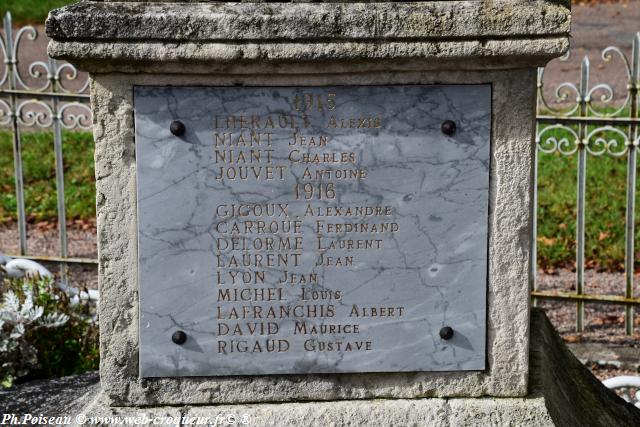 1915
LHERAULT ALEXIS
NIANT JEAN
NIANT CHARLES
JOUVET ANTOINE
1916
GIGOUX ALEXANDRE
CARROUÉ FERDINAND
DELORME LAURENT
LAURENT JEAN
LYON JEAN
MICHEL LOUIS
LAFRANCHIS ALBERT
DAVID MAURICE
RIGAUD GUSTAVE
Ph.Poiseau www.web-croqueur.fr ®©